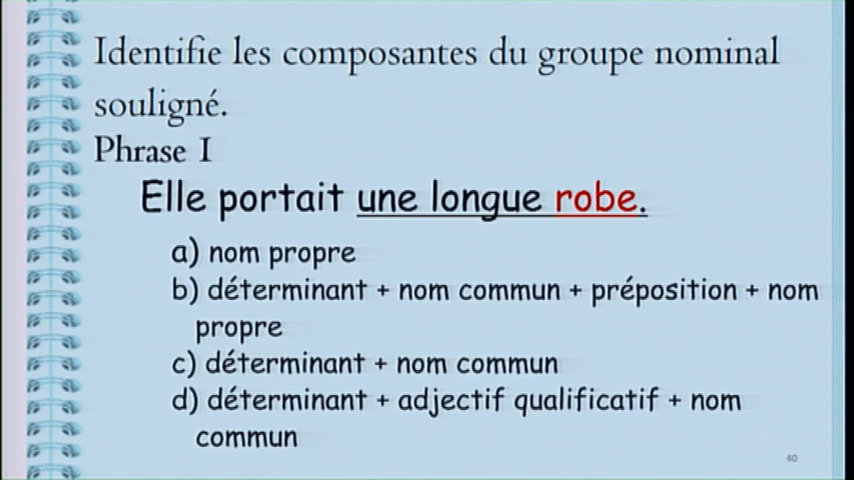 Identifie les composantes du groupe nominal
souligné.
Phrase I
Elle portait une longue robe.
a) nom propre
b) déterminant + nom commun + préposition + nom
propre
c) déterminant + nom commun
d) déterminant + adjectif qualificatif + nom
commun
40